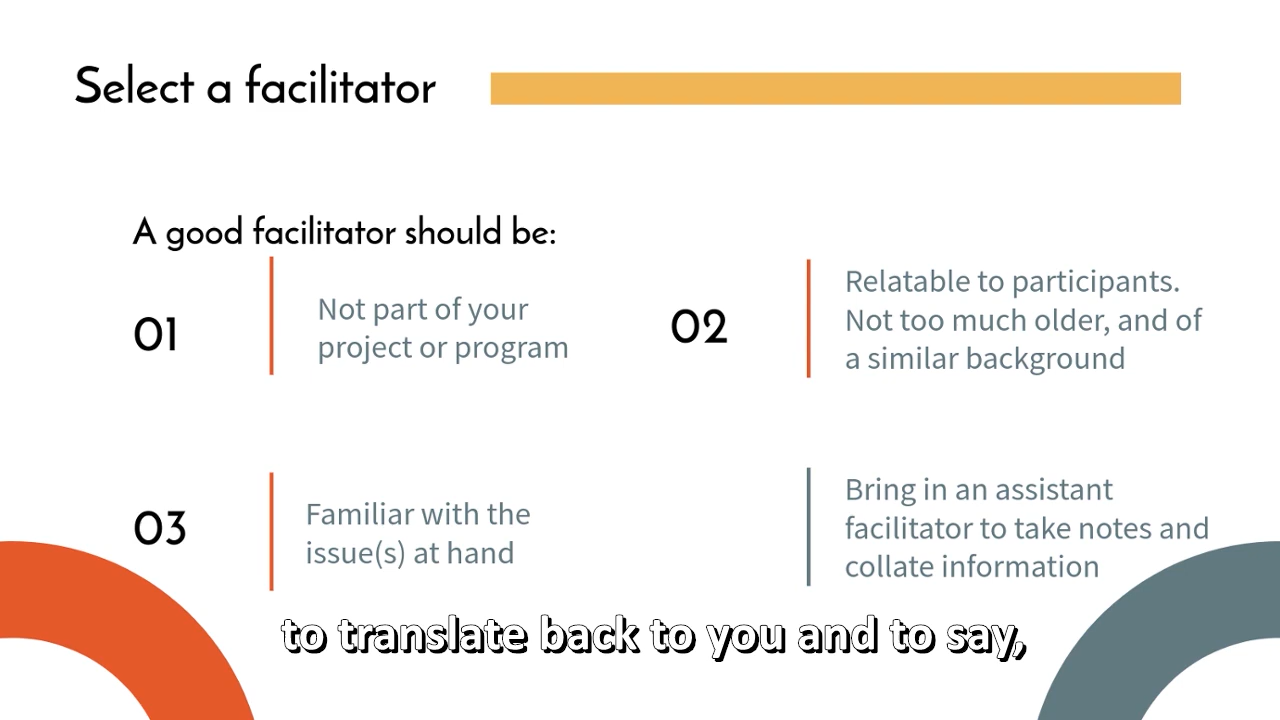 Select a facilitator
A good facilitator should be:
01
Not part of your
project or program
02
Relatable to participants.
Not too much older, and of
a similar background
03
Familiar with the
issue(s) at hand
Bring in an assistant
facilitator to take notes and
collate information
to translate back to you and to say,